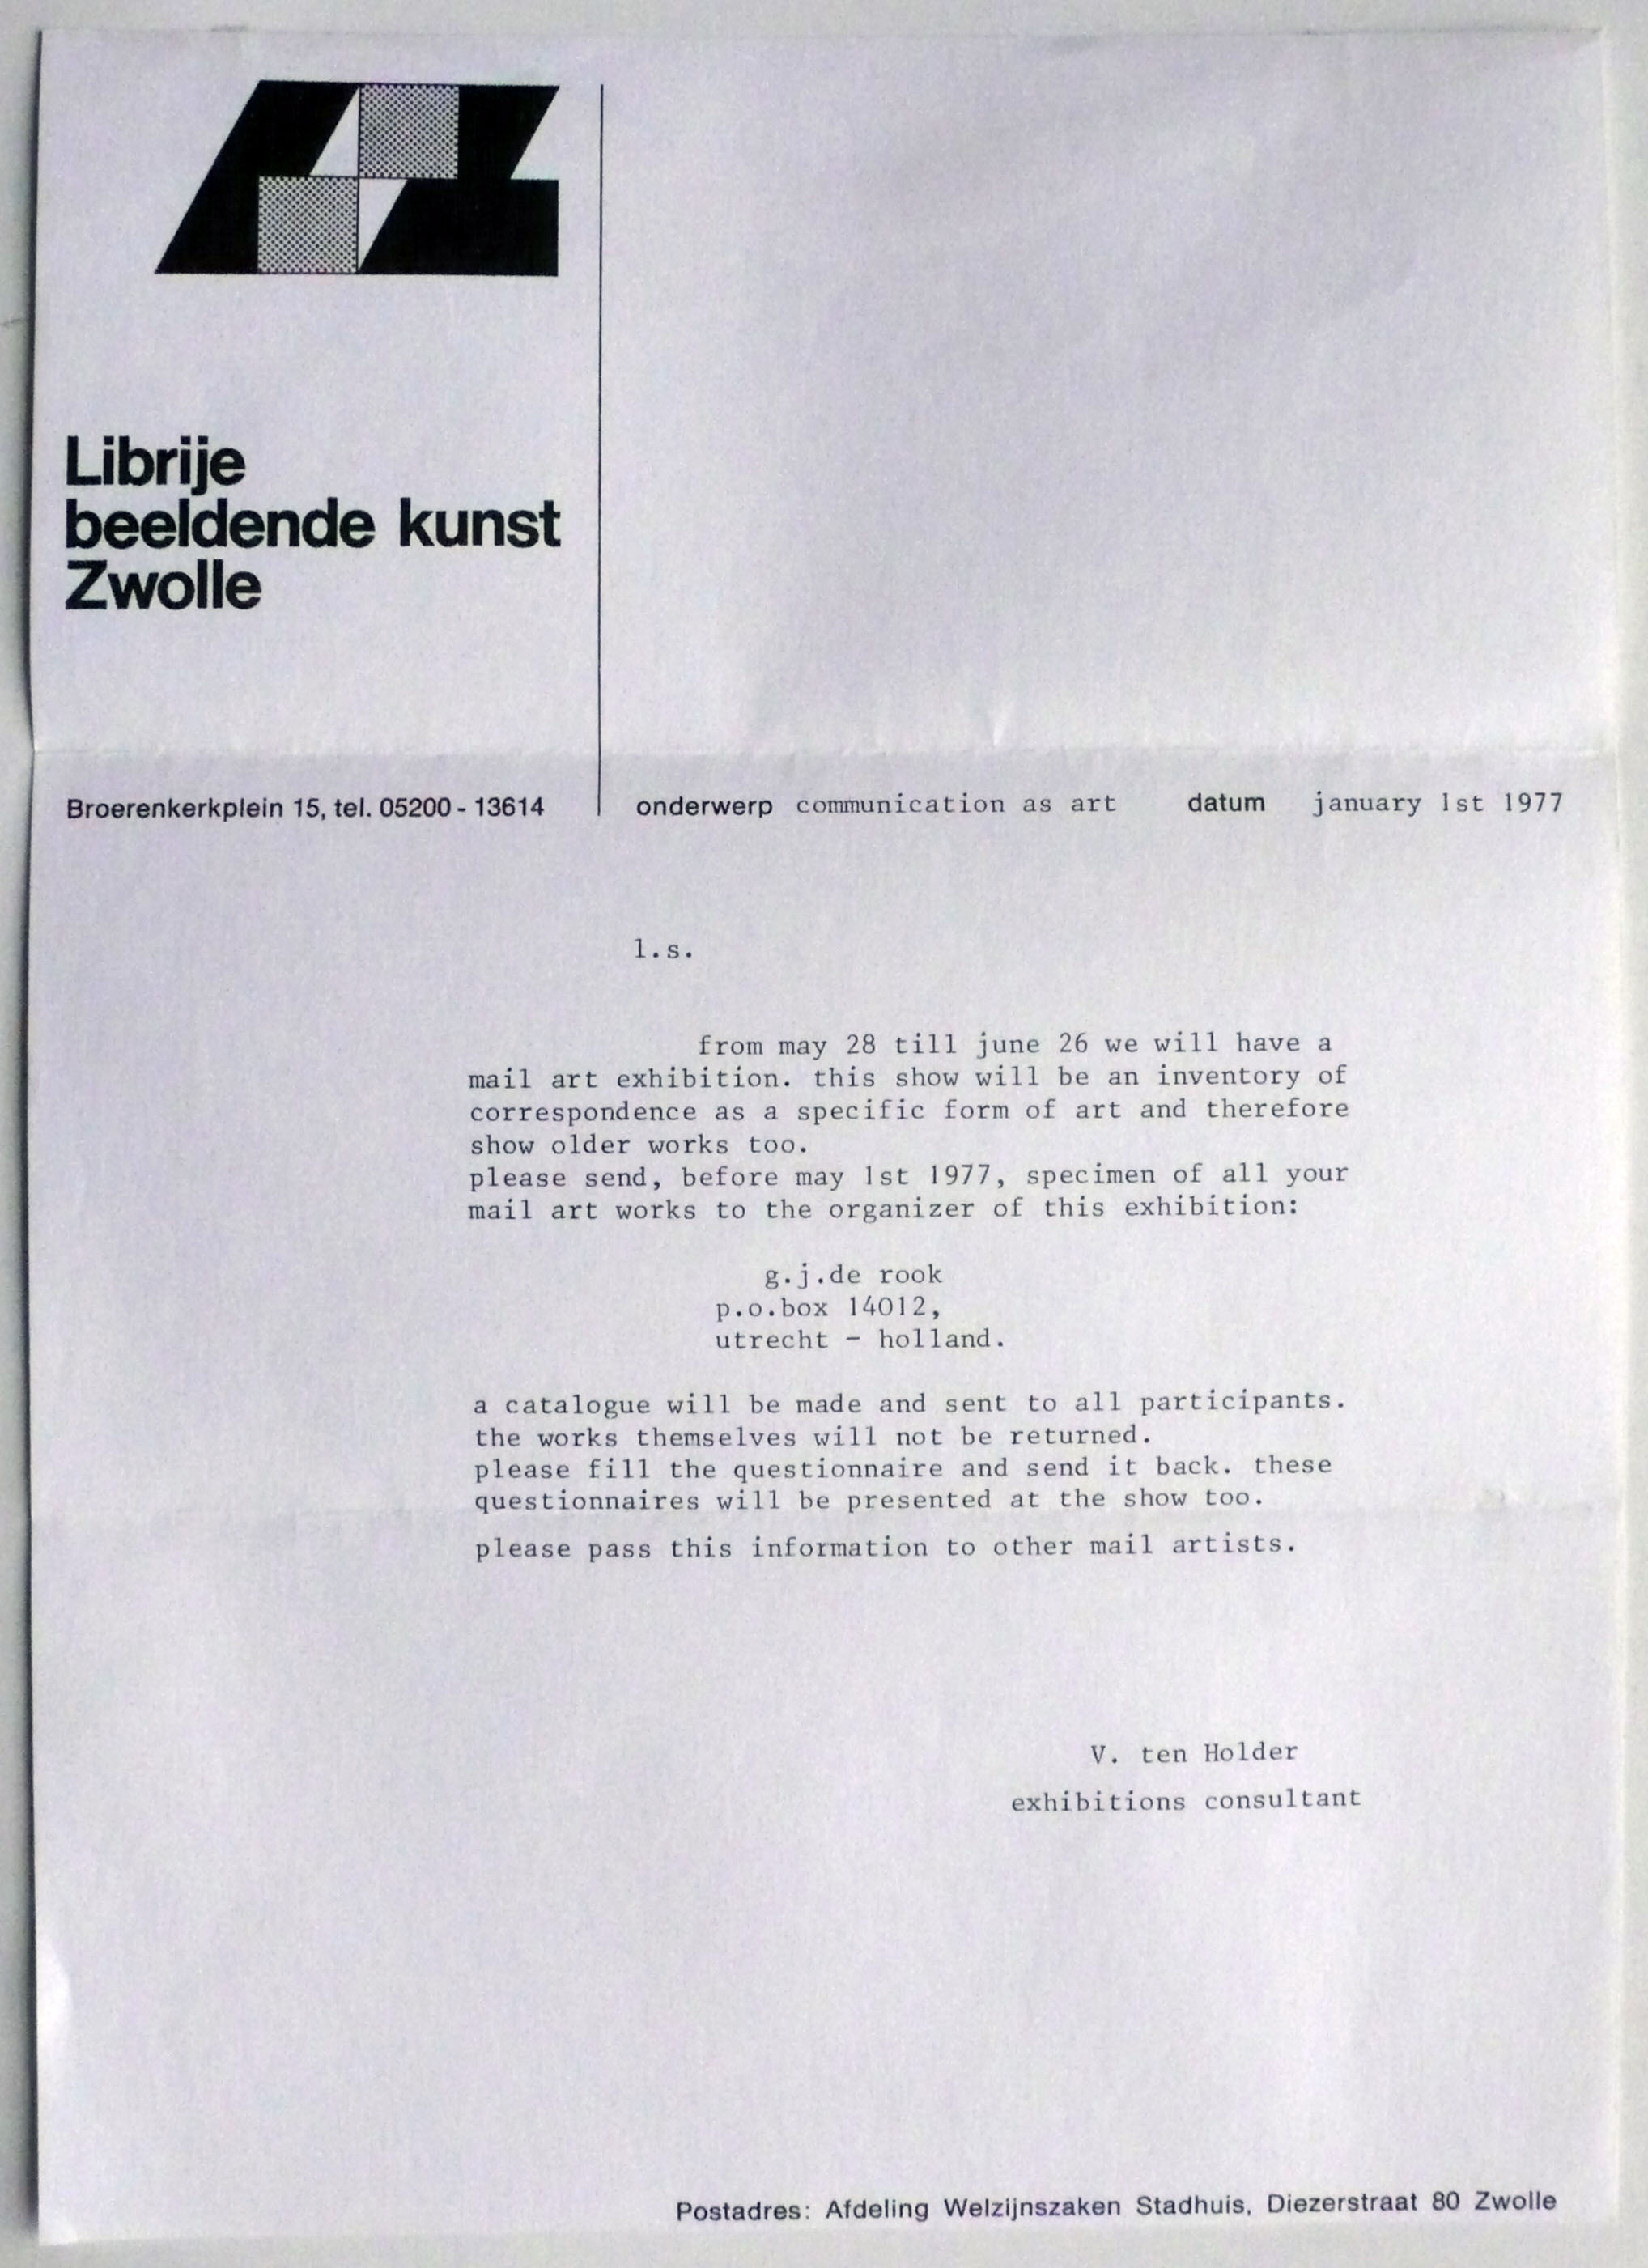 Librije
beeldende kunst
Zwolle
Broerenkerkplein 15, tel. 05200 - 13614
onderwerp communication as art datum january 1st 1977
l.s.
from may 28 till june 26 we will have a
mail art exhibition. this show will be an inventory of
correspondence as a specific form of art and therefore
show older works too.
please send, before may 1st 1977, specimen of all your
mail art works to the organizer of this exhibition:
g.j.de rook
p.o.box 14012,
utrecht - holland.
a catalogue will be made and sent to all participants.
the works themselves will not be returned.
please fill the questionnaire and send it back. these
questionnaires will be presented at the show too.
please pass this information to other mail artists.
V. ten Holder
exhibitions consultant
Postadres: Afdeling Welzijnszaken Stadhuis, Diezerstraat 80 Zwolle